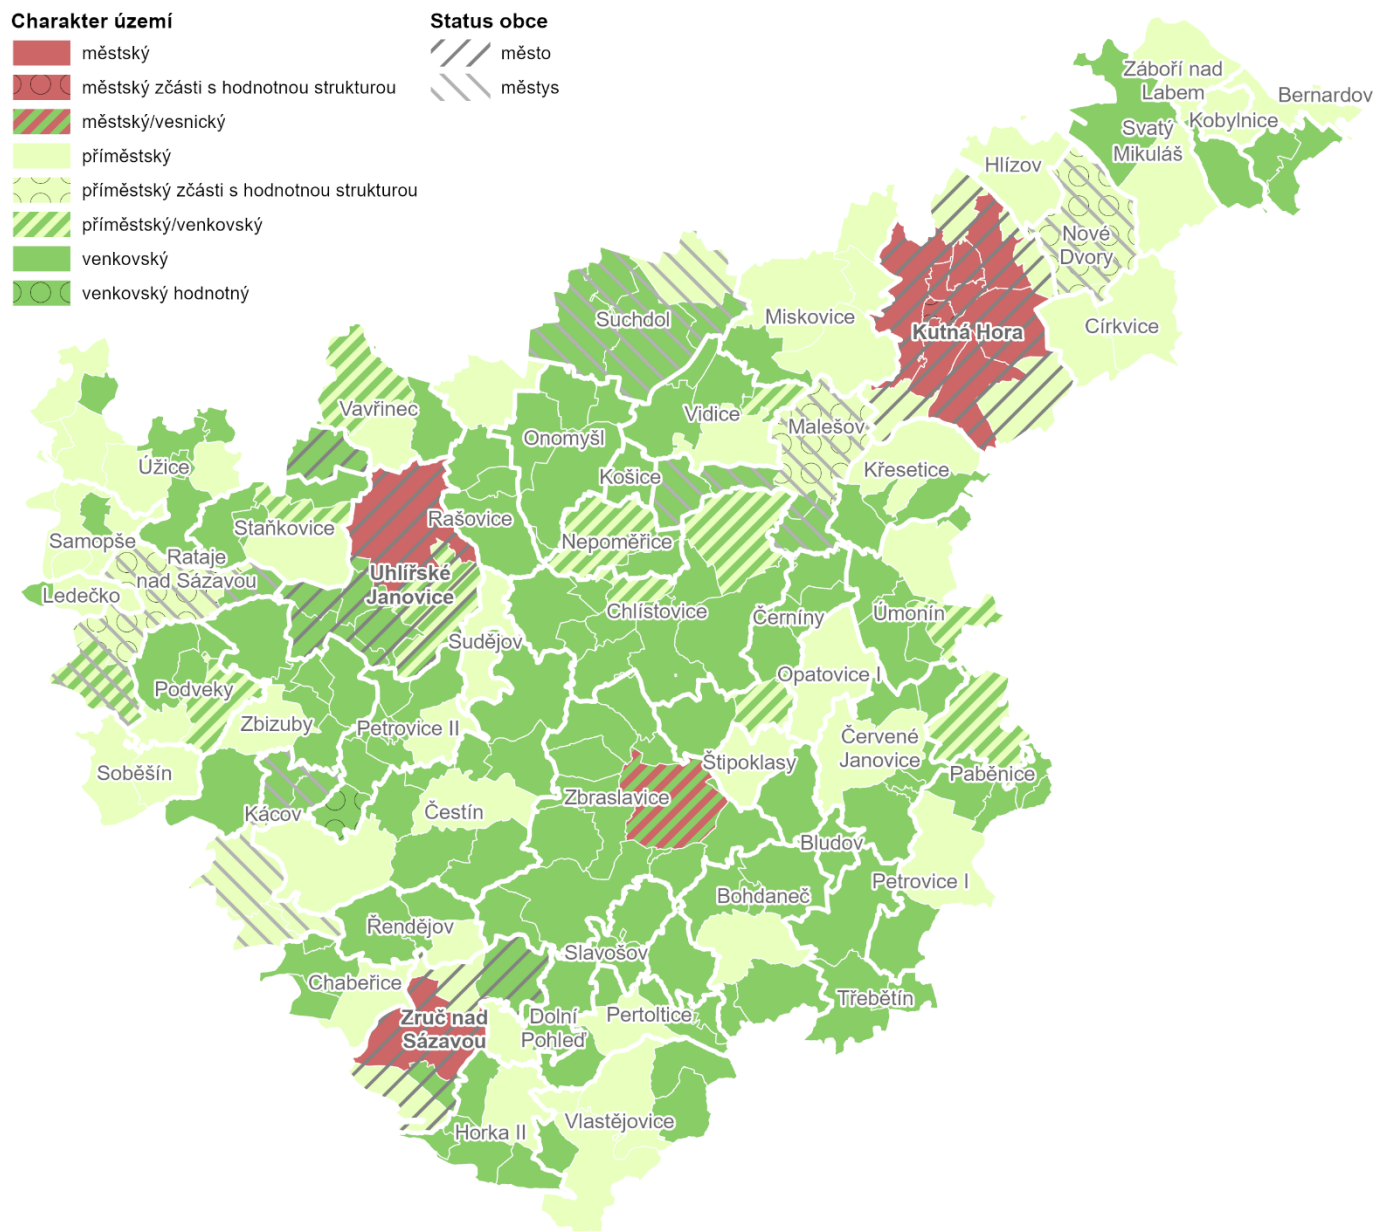 Charakter území
městský
městský zčásti s hodnotnou strukturou
městský/vesnický
příměstský
příměstský zčásti s hodnotnou strukturou
příměstský/venkovský
venkovský
venkovský hodnotný
Status obce
město
městys
Záboří nad
Labem
Bernardov
Kobylnice
Svatý
Mikuláš
Hlízov
Nové
Dvory
Církvice
Kutná Hora
Miskovice
Suchdol
Vavřinec
Vidice
Malešov
Onomyšl
Křesetice
Úžice
Košice
Staňkovice
Rašovice
Samopše
Nepoměřice
Rataje
nad Sázavou
Uhlířské
Janovice
Ledečko
Chlístovice
Černíny
Úmonín
Sudějov
Opatovice I
Podveky
Zbizuby
Petrovice II
Červené
Janovice
Štipoklasy
Soběšín
Paběnice
Zbraslavice
Kácov
Čestín
Bludov
Petrovice I
Bohdaneč
Řendějov
Slavošov
Chabeřice
Třebětín
Zruč nad
Sázavou
Dolní
Pohleď
Pertoltice
Vlastějovice
Horka II